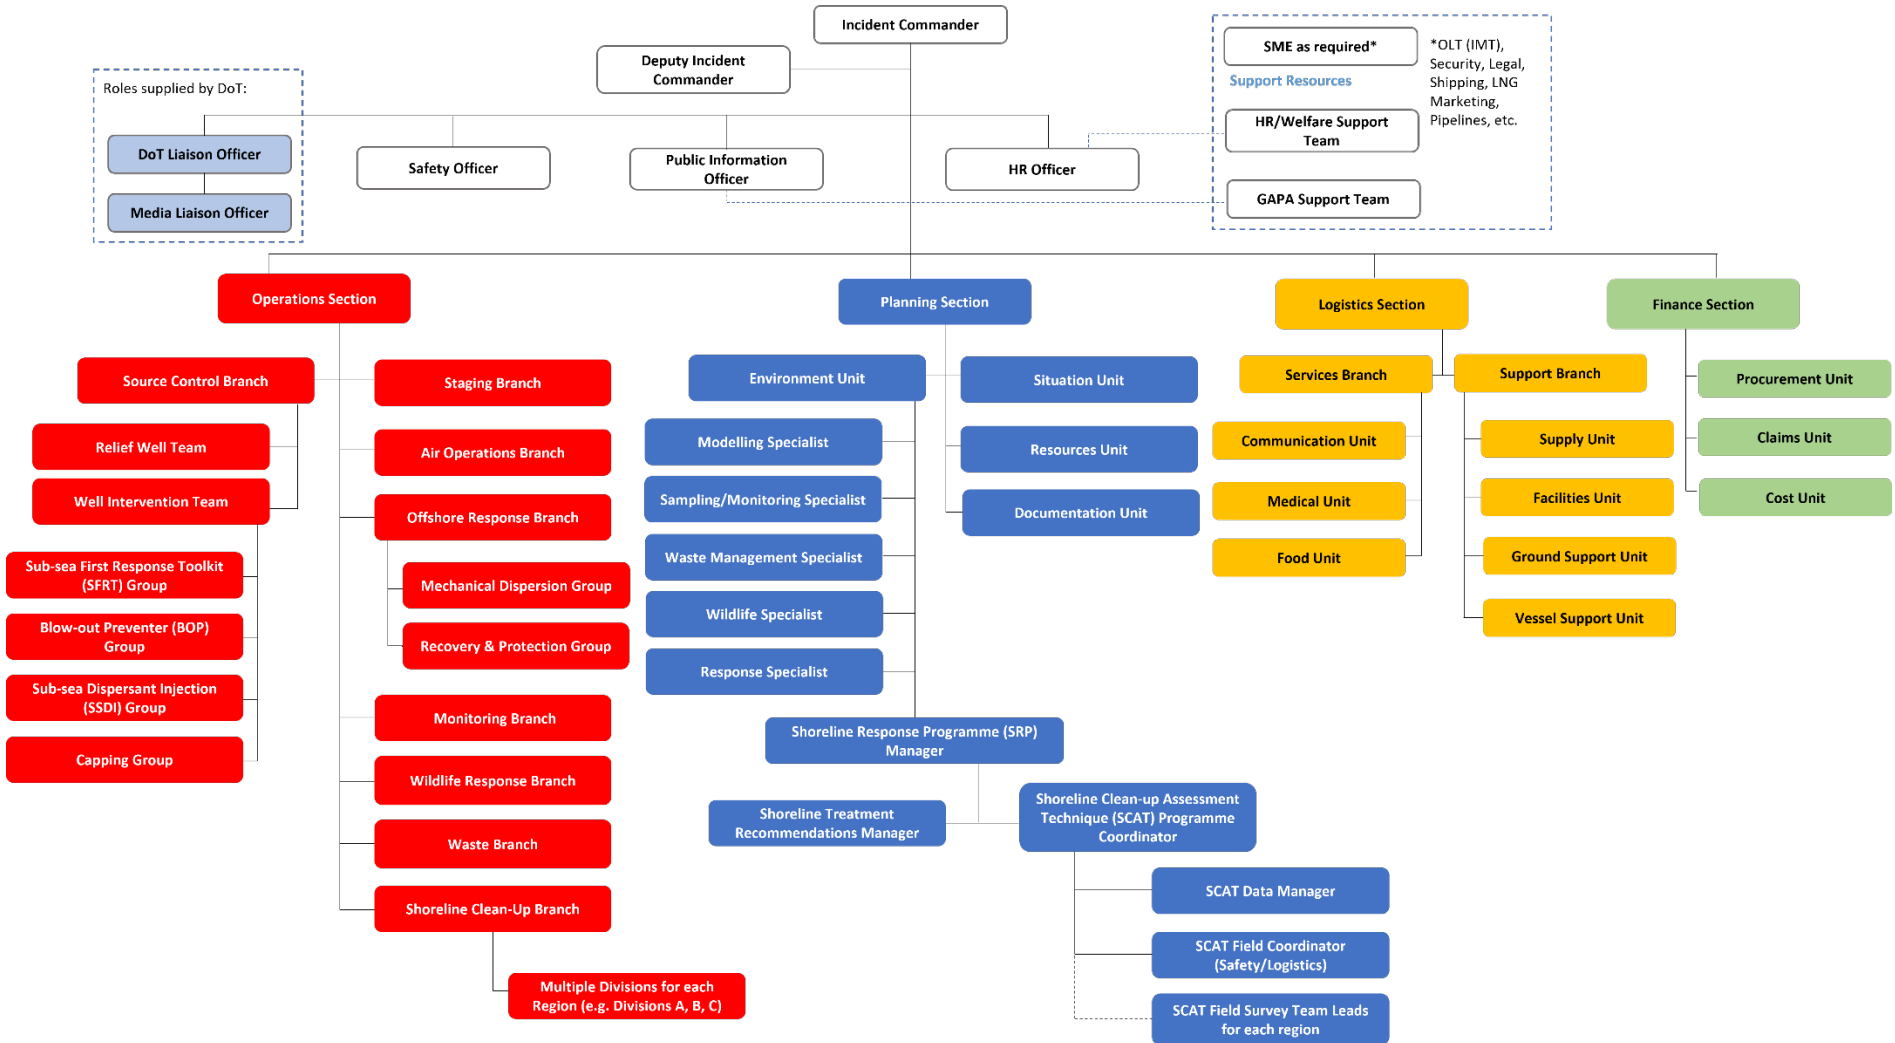 Incident Commander
Deputy Incident
Commander
Roles supplied by DoT:
DoT Liaison Officer
Media Liaison Officer
Safety Officer
Public Information
Officer
HR Officer
SME as required*
Support Resources
HR/Welfare Support
Team
GAPA Support Team
*OLT (IMT),
Security, Legal,
Shipping, LNG
Marketing,
Pipelines, etc.
Operations Section
Source Control Branch
Relief Well Team
Well Intervention Team
Sub-sea First Response Toolkit
(SFRT) Group
Blow-out Preventer (BOP)
Group
Sub-sea Dispersant Injection
(SSDI) Group
Capping Group
Staging Branch
Air Operations Branch
Offshore Response Branch
Mechanical Dispersion Group
Recovery & Protection Group
Monitoring Branch
Wildlife Response Branch
Waste Branch
Shoreline Clean-Up Branch
Multiple Divisions for each
Region (e.g. Divisions A, B, C)
Planning Section
Environment Unit
Modelling Specialist
Sampling/Monitoring Specialist
Waste Management Specialist
Wildlife Specialist
Response Specialist
Situation Unit
Resources Unit
Documentation Unit
Shoreline Response Programme (SRP)
Manager
Shoreline Treatment
Recommendations Manager
Shoreline Clean-up Assessment
Technique (SCAT) Programme
Coordinator
SCAT Data Manager
SCAT Field Coordinator
(Safety/Logistics)
SCAT Field Survey Team Leads
for each region
Logistics Section
Services Branch
Communication Unit
Medical Unit
Food Unit
Support Branch
Supply Unit
Facilities Unit
Ground Support Unit
Vessel Support Unit
Finance Section
Procurement Unit
Claims Unit
Cost Unit